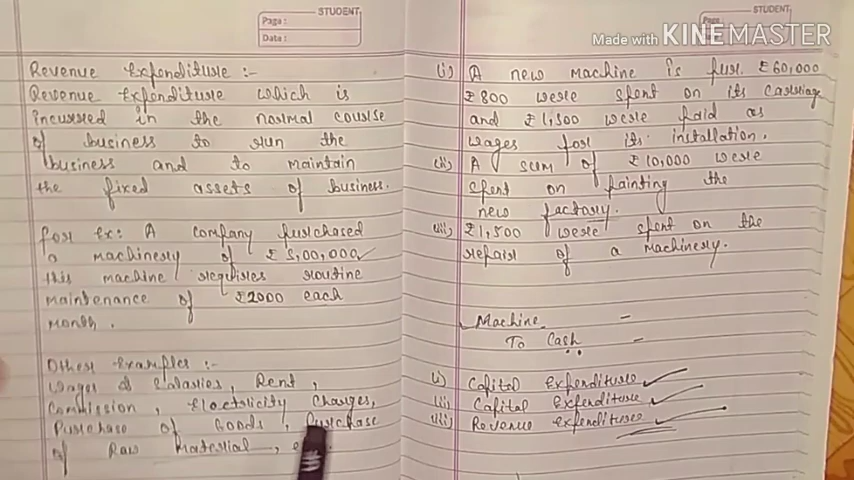 STUDENT
Page :
Date :
Revenue Expenditure :-
Revenue Expenditure which is
incurred in the normal course
of business to run the
business and to maintain
the fixed assets of business.
For Ex: A company purchased
a machinery of ₹ 5,00,000
this machine requires routine
maintenance of ₹2000 each
month.
Other Examples :-
Wages & Salaries, Rent,
Commission, Electricity Charges,
Purchase of Goods, Purchase
of Raw Material,
STUDENT
Made with KINEMASTER
(i) A new machine is pur. ₹60,000
₹800 were spent on its carriage
and ₹1,500 were paid as
wages for its installation.
(ii) A sum of ₹10,000 were
spent on painting the
new factory.
(iii) ₹1,500 were spent on the
repair of a machinery.
Machine -
To Cash -
i) Capital Expenditure
ii) Capital Expenditure
iii) Revenue Expenditure